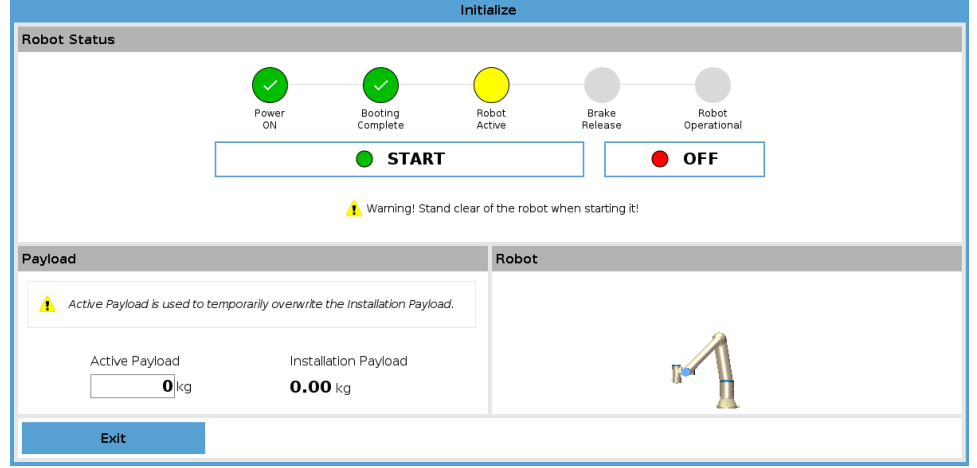 Initialize
Robot Status
Power
ON
Booting
Complete
Robot
Active
Brake
Release
Robot
Operational
START
OFF
Warning! Stand clear of the robot when starting it!
Payload
Robot
Active Payload is used to temporarily overwrite the Installation Payload.
Active Payload
Installation Payload
0 kg
0.00 kg
Exit